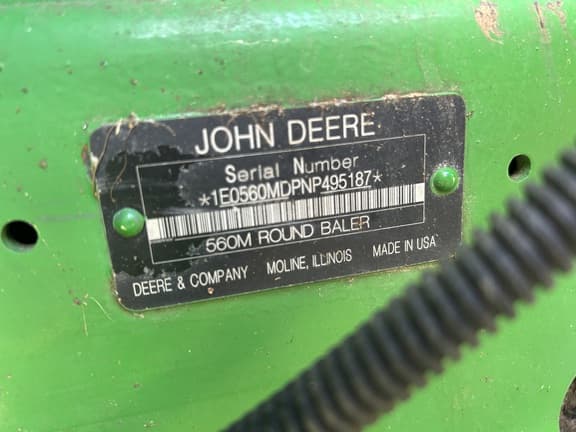 JOHN DEERE
Serial Number
*1E0560MDPNP495187*
560M ROUND BALER
DEERE & COMPANY MOLINE, ILLINOIS MADE IN USA